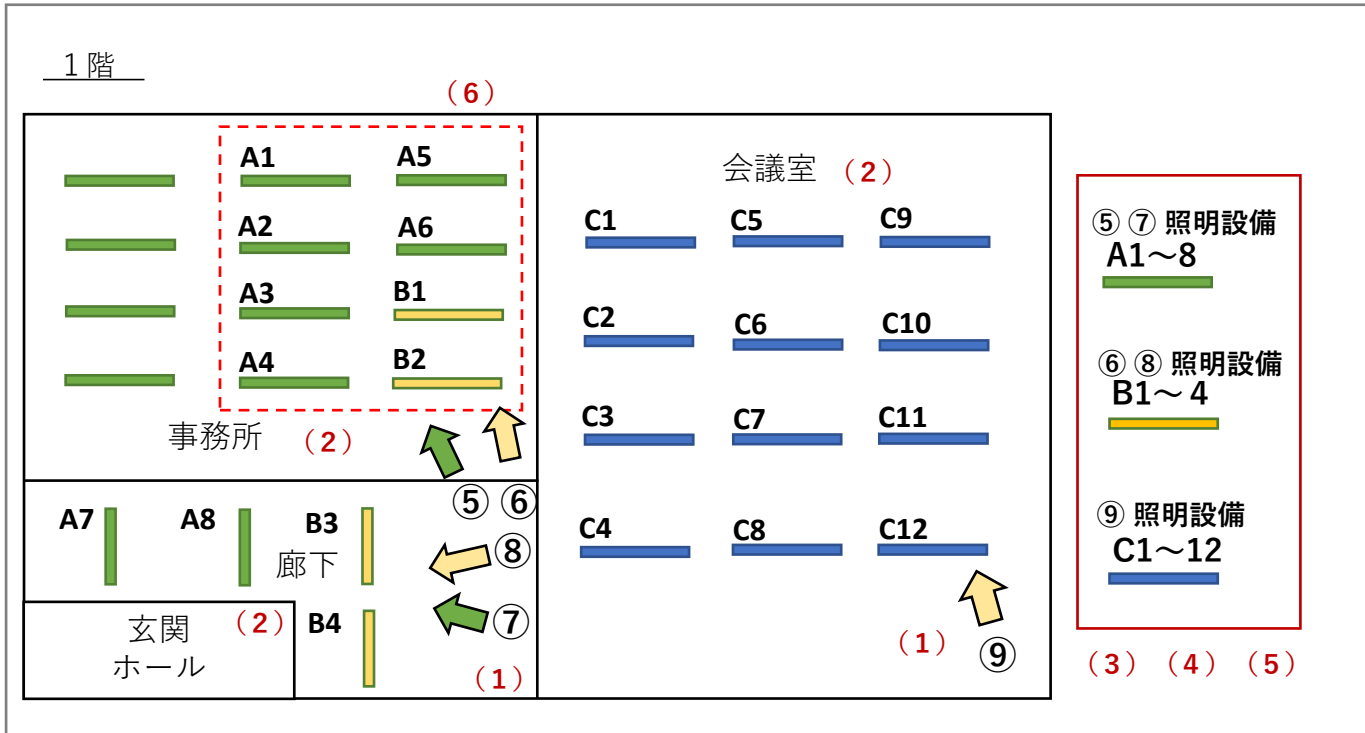 1階
（6）
A1
A5
A2
A6
A3
B1
A4
B2
事務所 （2）
⑤ ⑥
A7
A8
B3
廊下
⑧
⑦
玄関
ホール
（2）
B4
（1）
会議室 （2）
C1
C5
C9
C2
C6
C10
C3
C7
C11
C4
C8
C12
（1）
⑨
⑤ ⑦ 照明設備
A1～8
⑥ ⑧ 照明設備
B1～ 4
⑨ 照明設備
C1～12
（3） （4） （5）